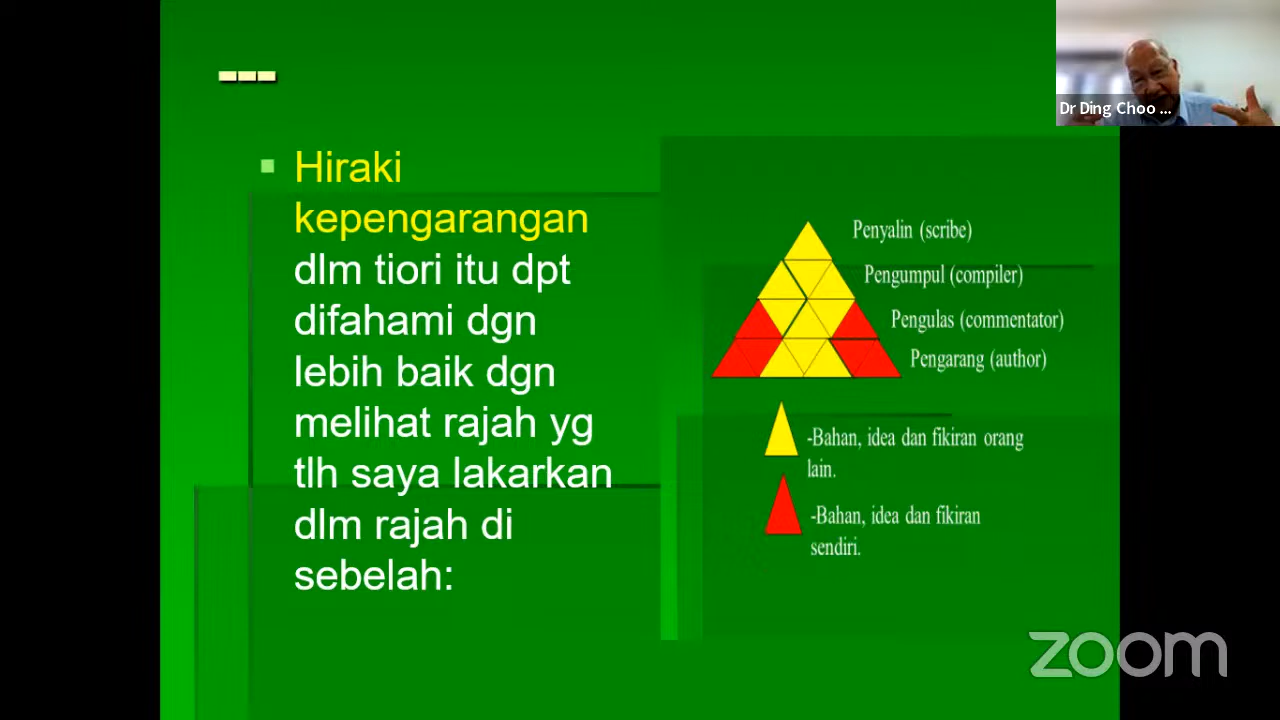 ---
Hiraki
kepengarangan
dlm tiori itu dpt
difahami dgn
lebih baik dgn
melihat rajah yg
tlh saya lakarkan
dlm rajah di
sebelah:
Penyalin (scribe)
Pengumpul (compiler)
Pengulas (commentator)
Pengarang (author)
-Bahan, idea dan fikiran orang
lain.
-Bahan, idea dan fikiran
sendiri.
Dr Ding Choo ...
zoom